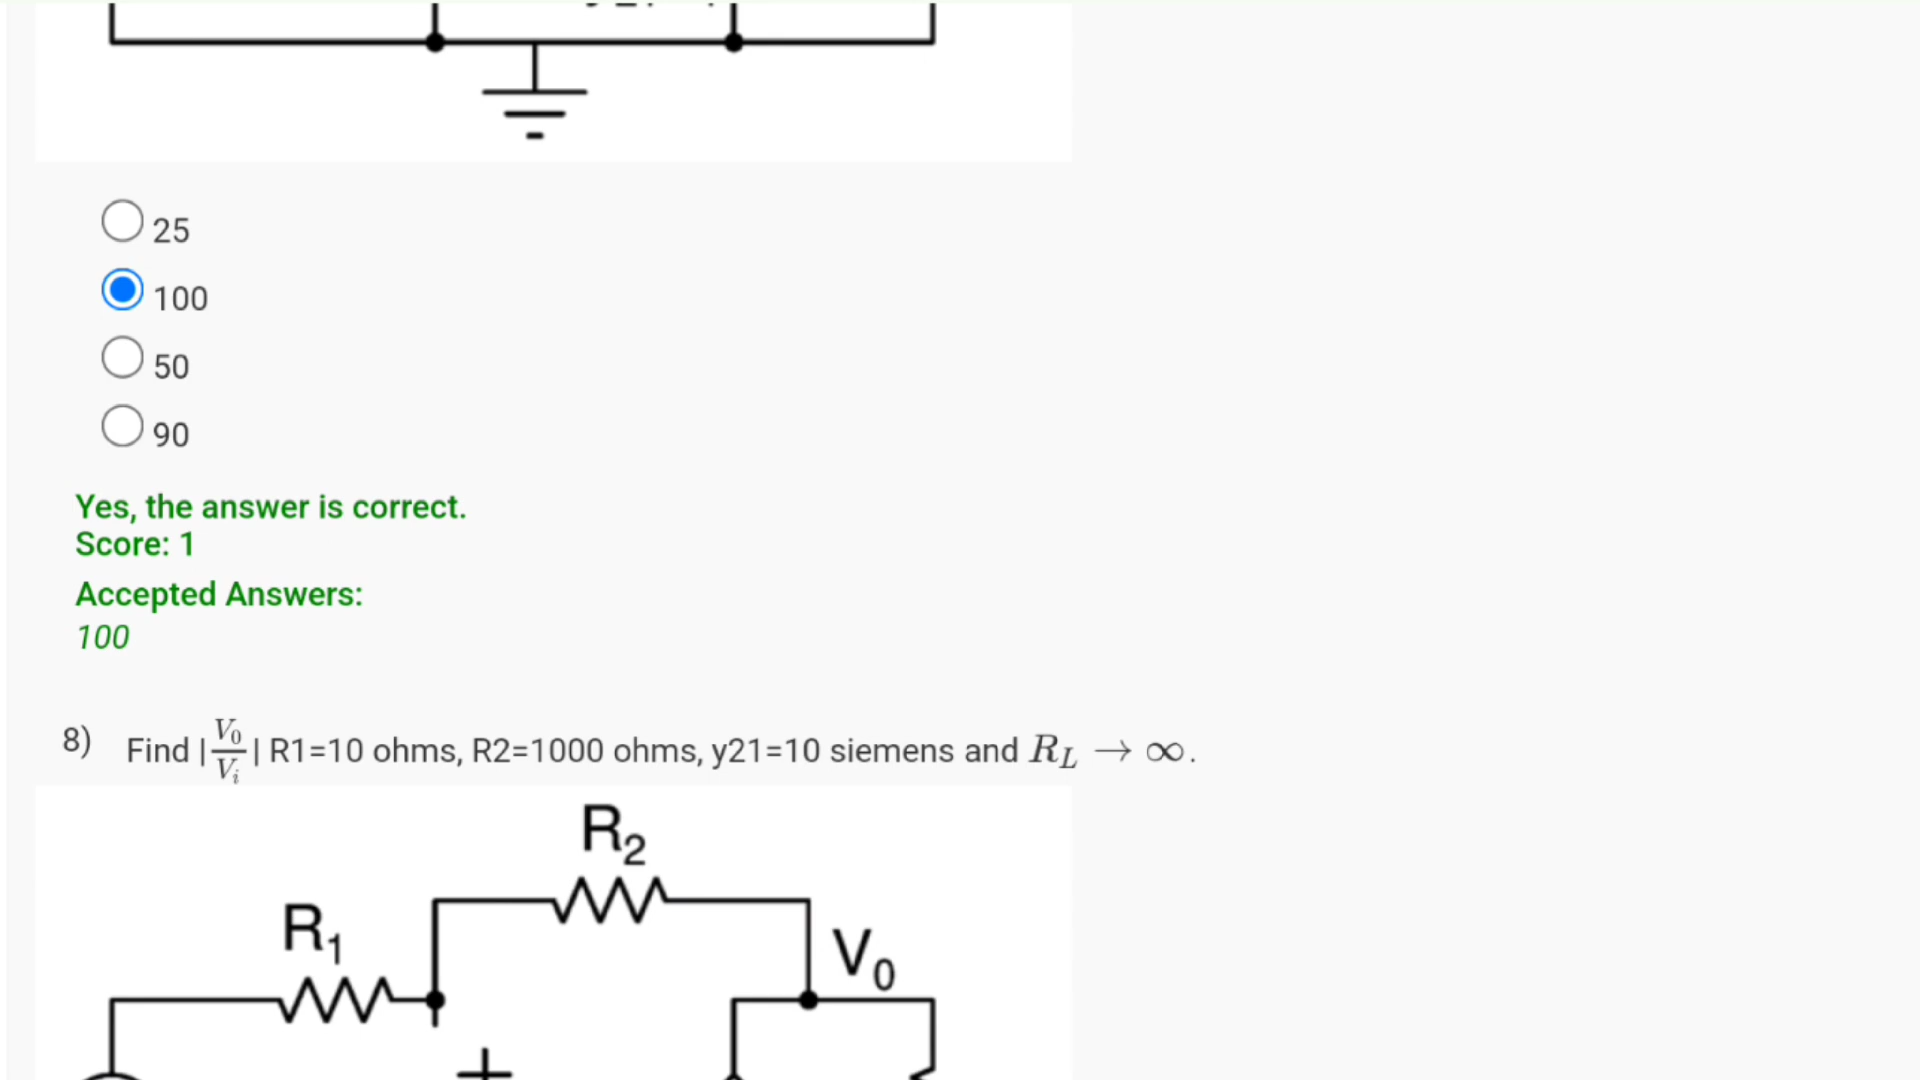 25
100
50
90
Yes, the answer is correct.
Score: 1
Accepted Answers:
100
8) Find |V₀/Vᵢ| R1=10 ohms, R2=1000 ohms, y21=10 siemens and R_L → ∞.
R₂
R₁
V₀
+